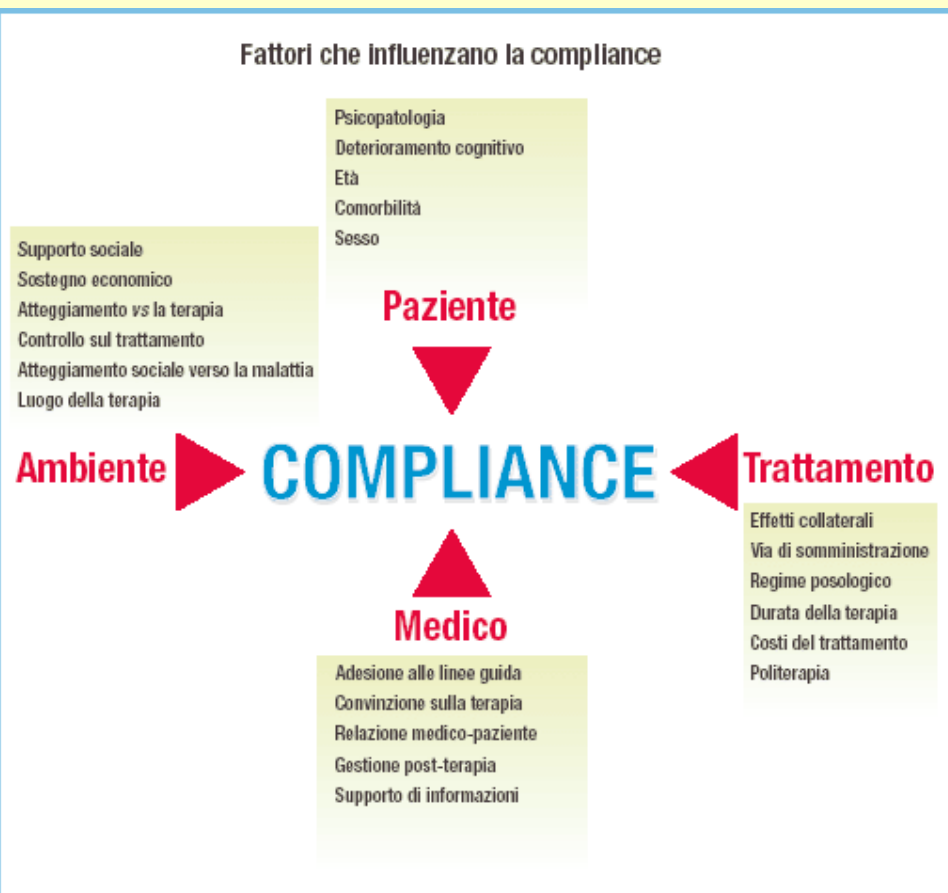 Fattori che influenzano la compliance
Psicopatologia
Deterioramento cognitivo
Età
Comorbilità
Sesso
Paziente
Supporto sociale
Sostegno economico
Atteggiamento vs la terapia
Controllo sul trattamento
Atteggiamento sociale verso la malattia
Luogo della terapia
Ambiente
COMPLIANCE
Trattamento
Effetti collaterali
Via di somministrazione
Regime posologico
Durata della terapia
Costi del trattamento
Politerapia
Medico
Adesione alle linee guida
Convinzione sulla terapia
Relazione medico-paziente
Gestione post-terapia
Supporto di informazioni